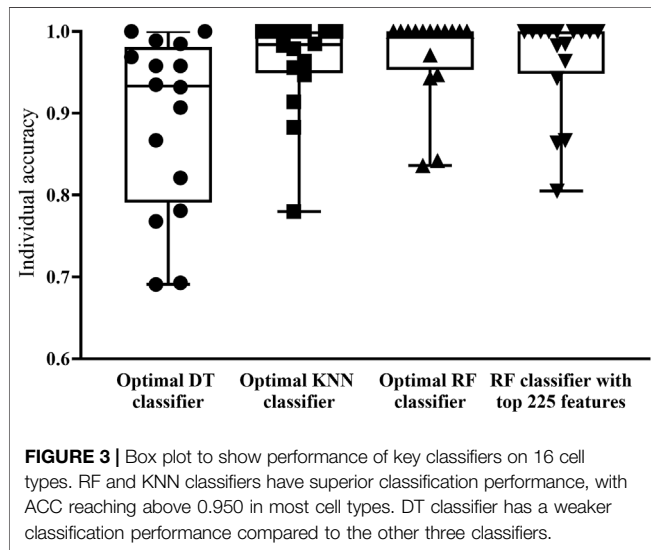 1.0
0.9
0.8
0.7
0.6
Individual accuracy
Optimal DT
classifier
Optimal KNN
classifier
Optimal RF
classifier
RF classifier with
top 225 features
FIGURE 3 | Box plot to show performance of key classifiers on 16 cell
types. RF and KNN classifiers have superior classification performance, with
ACC reaching above 0.950 in most cell types. DT classifier has a weaker
classification performance compared to the other three classifiers.